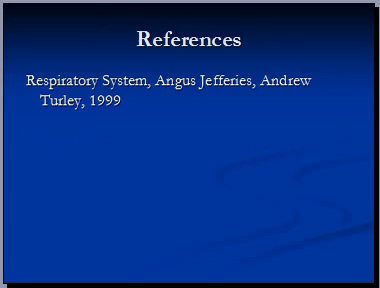 References
Respiratory System, Angus Jefferies, Andrew
Turley, 1999